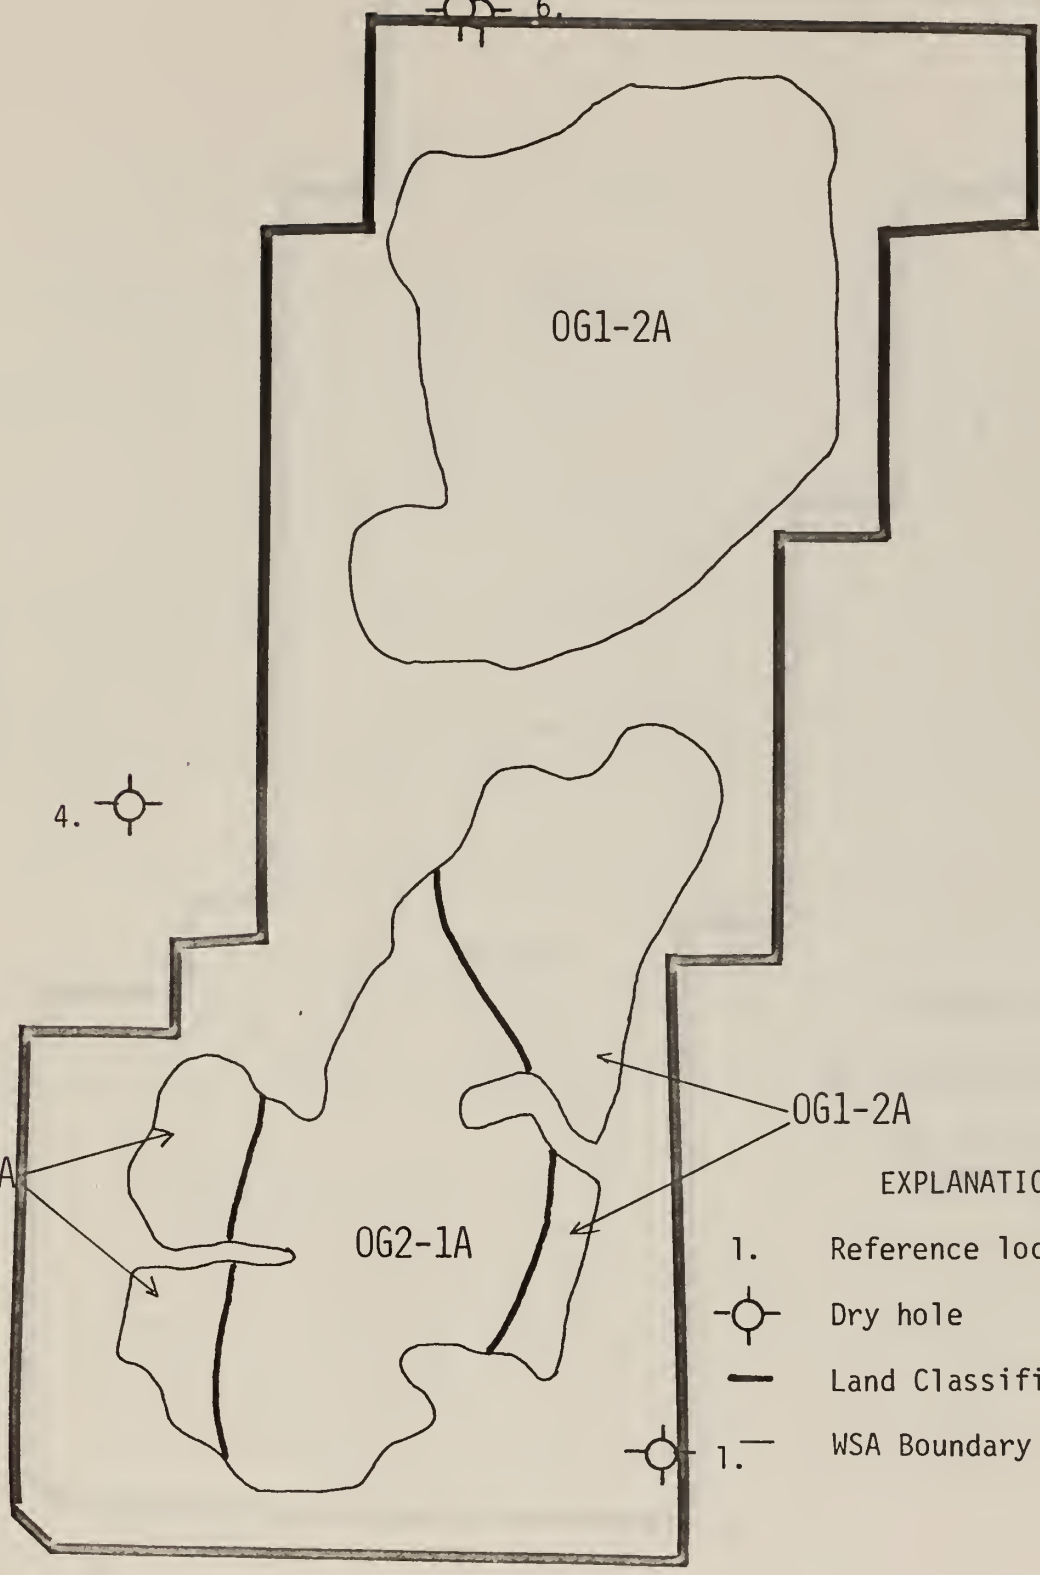 6.
OG1-2A
4.
OG1-2A
A
OG2-1A
EXPLANATIO
1. Reference loc
Dry hole
Land Classifi
1. WSA Boundary